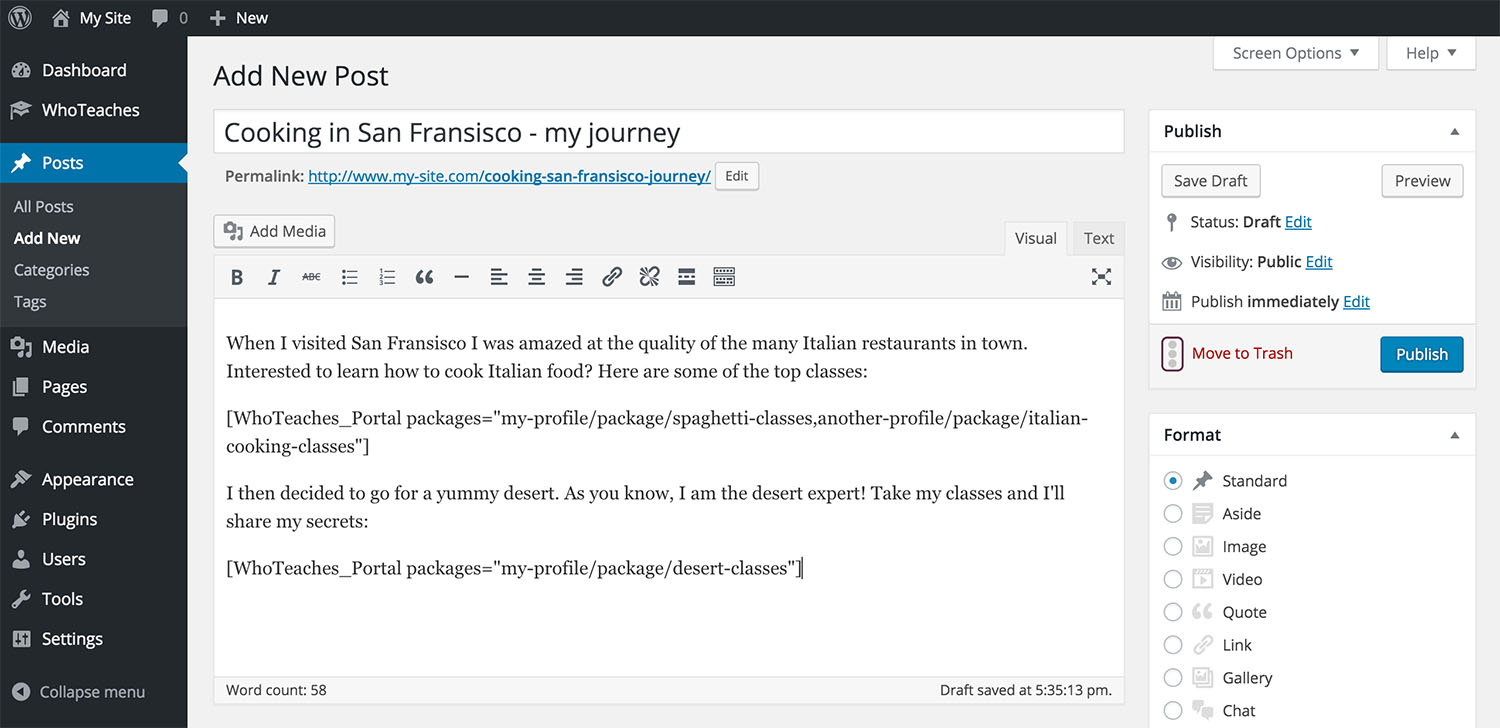 My Site 0 New
Dashboard
WhoTeaches
Posts
All Posts
Add New
Categories
Tags
Media
Pages
Comments
Appearance
Plugins
Users
Tools
Settings
Collapse menu
Screen Options Help
Add New Post
Cooking in San Fransisco - my journey
Permalink: http://www.my-site.com/cooking-san-fransisco-journey/ Edit
Add Media
Visual Text
B I ABC
When I visited San Fransisco I was amazed at the quality of the many Italian restaurants in town.
Interested to learn how to cook Italian food? Here are some of the top classes:
[WhoTeaches_Portal packages="my-profile/package/spaghetti-classes,another-profile/package/italian-
cooking-classes"]
I then decided to go for a yummy desert. As you know, I am the desert expert! Take my classes and I'll
share my secrets:
[WhoTeaches_Portal packages="my-profile/package/desert-classes"]
Word count: 58
Draft saved at 5:35:13 pm.
Publish
Save Draft Preview
Status: Draft Edit
Visibility: Public Edit
Publish immediately Edit
Move to Trash Publish
Format
Standard
Aside
Image
Video
Quote
Link
Gallery
Chat